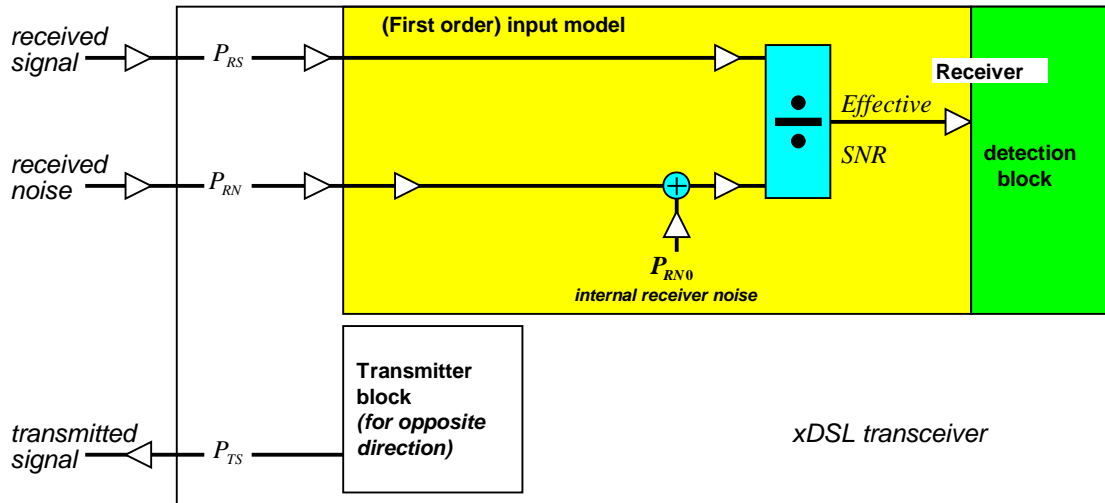 (First order) input model
received
signal
P_RS
Receiver
Effective
SNR
detection
block
received
noise
P_RN
+
P_RN0
internal receiver noise
Transmitter
block
(for opposite
direction)
transmitted
signal
P_TS
xDSL transceiver